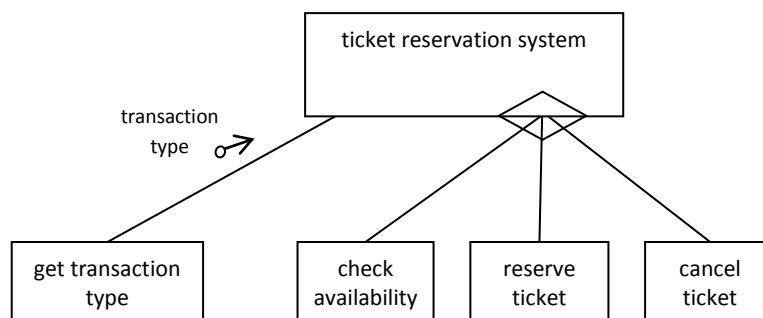 ticket reservation system
transaction
type
get transaction
type
check
availability
reserve
ticket
cancel
ticket